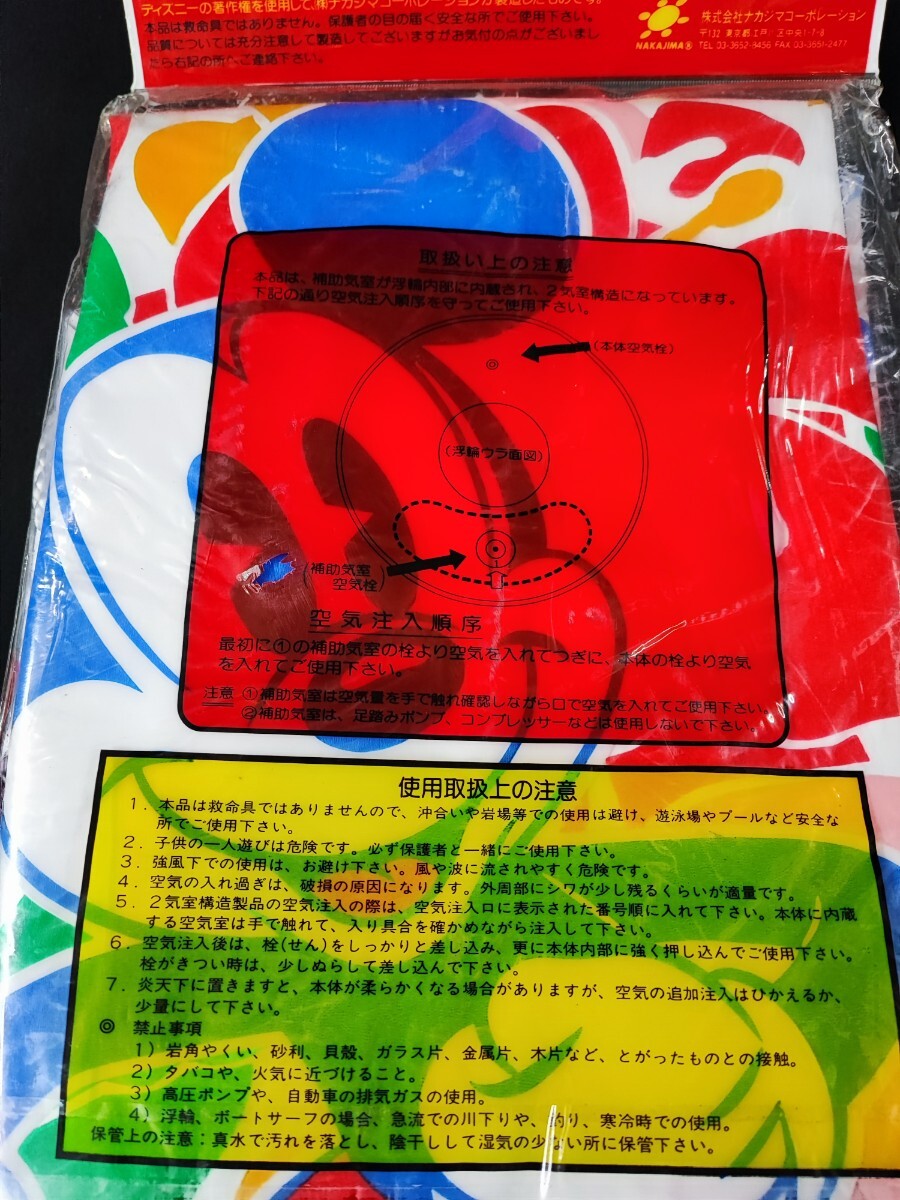 ディズニーの著作権を使用して、㈱ナカジマコーポレーションが製造したものです。
本品は救命具ではありません。保護者の目の届く安全な所でご使用下さい。
品質については充分注意して製造してございますがお気付の点がございまし
たら右記の所へご連絡下さい。
NAKAJIMA®
株式会社ナカジマコーポレーション
〒132 東京都江戸川区中央1-7-8
TEL 03-3652-8456 FAX 03-3651-2477
取扱い上の注意
本品は、補助気室が浮輪内部に内蔵され、2気室構造になっています。
下記の通り空気注入順序を守ってご使用下さい。
(本体空気栓)
(浮輪ウラ面図)
(補助気室
空気栓)
空気注入順序
最初に①の補助気室の栓より空気を入れてつぎに、本体の栓より空気
を入れてご使用下さい。
注意 ①補助気室は空気量を手で触れ確認しながら口で空気を入れてご使用下さい。
②補助気室は、足踏みポンプ、コンプレッサーなどは使用しないで下さい。
使用取扱上の注意
1. 本品は救命具ではありませんので、沖合いや岩場等での使用は避け、遊泳場やプールなど安全な
所でご使用下さい。
2. 子供の一人遊びは危険です。必ず保護者と一緒にご使用下さい。
3. 強風下での使用は、お避け下さい。風や波に流されやすく危険です。
4. 空気の入れ過ぎは、破損の原因になります。外周部にシワが少し残るくらいが適量です。
5. 2気室構造製品の空気注入の際は、空気注入口に表示された番号順に入れて下さい。本体に内蔵
する空気室は手で触れて、入り具合を確かめながら注入して下さい。
6. 空気注入後は、栓(せん)をしっかりと差し込み、更に本体内部に強く押し込んでご使用下さい。
栓がきつい時は、少しぬらして差し込んで下さい。
7. 炎天下に置きますと、本体が柔らかくなる場合がありますが、空気の追加注入はひかえるか、
少量にして下さい。
◎ 禁止事項
1) 岩角やくい、砂利、貝殻、ガラス片、金属片、木片など、とがったものとの接触。
2) タバコや、火気に近づけること。
3) 高圧ポンプや、自動車の排気ガスの使用。
4) 浮輪、ボートサーフの場合、急流での川下りや、釣り、寒冷時での使用。
保管上の注意:真水で汚れを落とし、陰干しして湿気の少ない所に保管下さい。